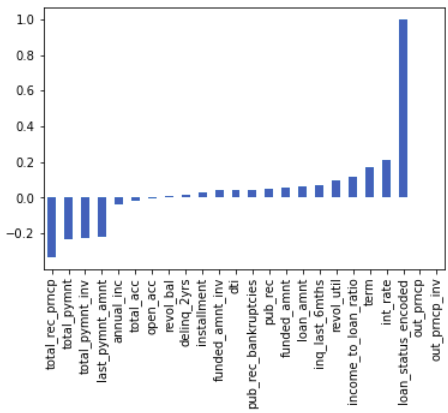 1.0
0.8
0.6
0.4
0.2
0.0
−0.2
total_rec_prncp
total_pymnt
total_pymnt_inv
last_pymnt_amnt
annual_inc
total_acc
open_acc
revol_bal
delinq_2yrs
installment
funded_amnt_inv
dti
pub_rec_bankruptcies
pub_rec
funded_amnt
loan_amnt
inq_last_6mths
revol_util
income_to_loan_ratio
term
int_rate
loan_status_encoded
out_prncp
out_prncp_inv